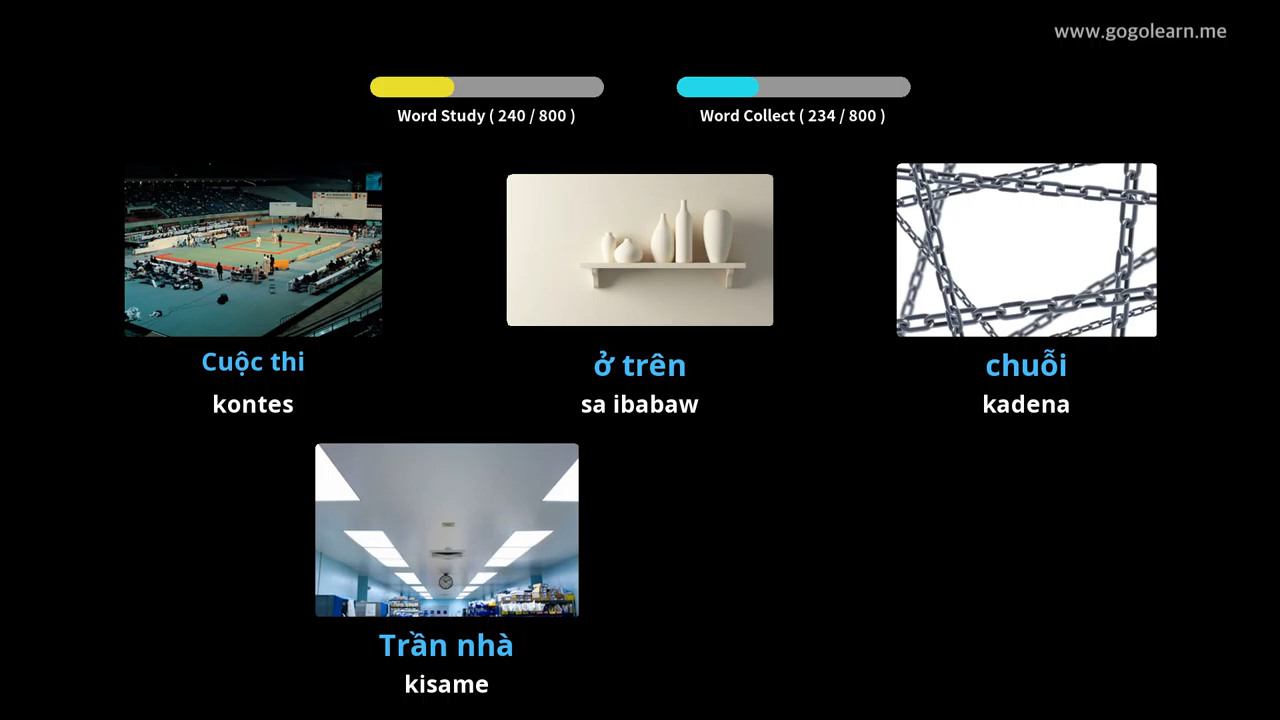 www.gogolearn.me
Word Study ( 240 / 800 )
Word Collect ( 234 / 800 )
Cuộc thi
kontes
ở trên
sa ibabaw
chuỗi
kadena
Trần nhà
kisame